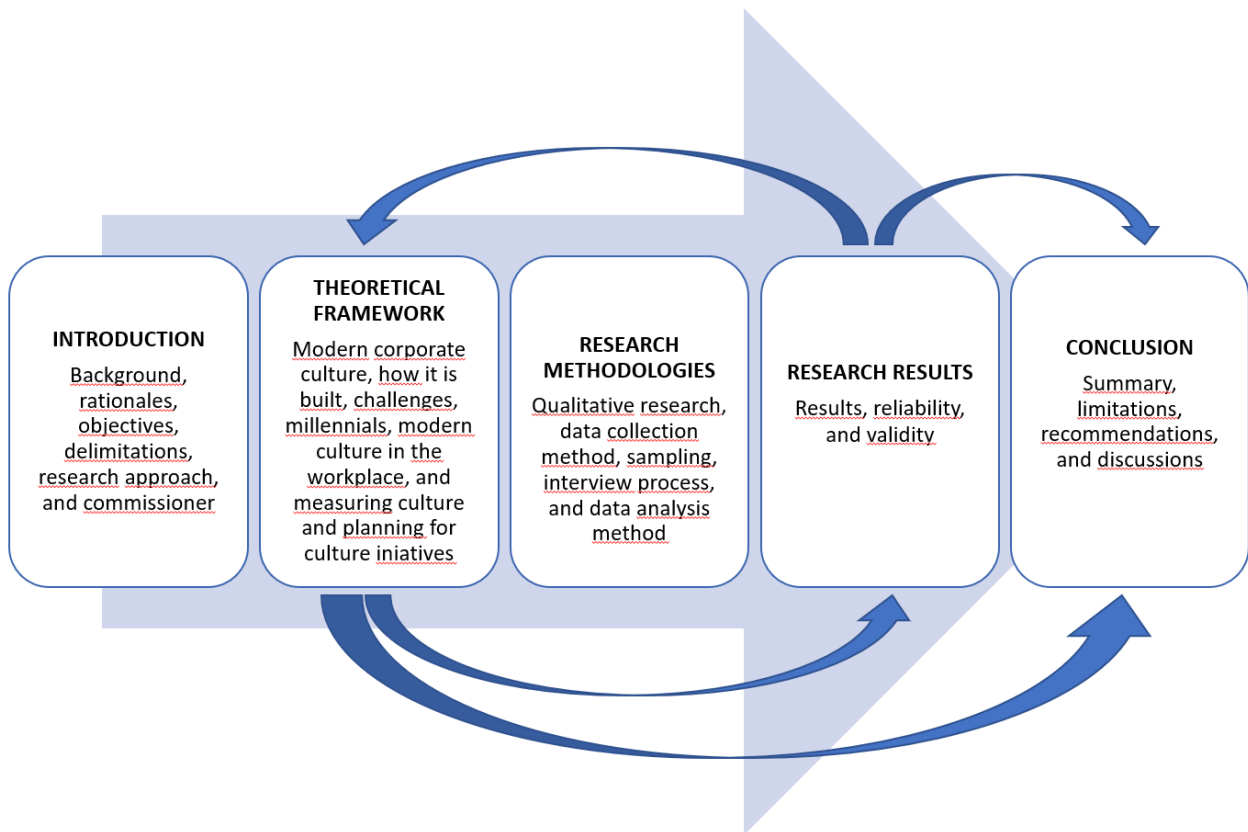 INTRODUCTION
Background,
rationales,
objectives,
delimitations,
research approach,
and commissioner
THEORETICAL
FRAMEWORK
Modern corporate
culture, how it is
built, challenges,
millennials, modern
culture in the
workplace, and
measuring culture
and planning for
culture iniatives
RESEARCH
METHODOLOGIES
Qualitative research,
data collection
method, sampling,
interview process,
and data analysis
method
RESEARCH RESULTS
Results, reliability,
and validity
CONCLUSION
Summary,
limitations,
recommendations,
and discussions